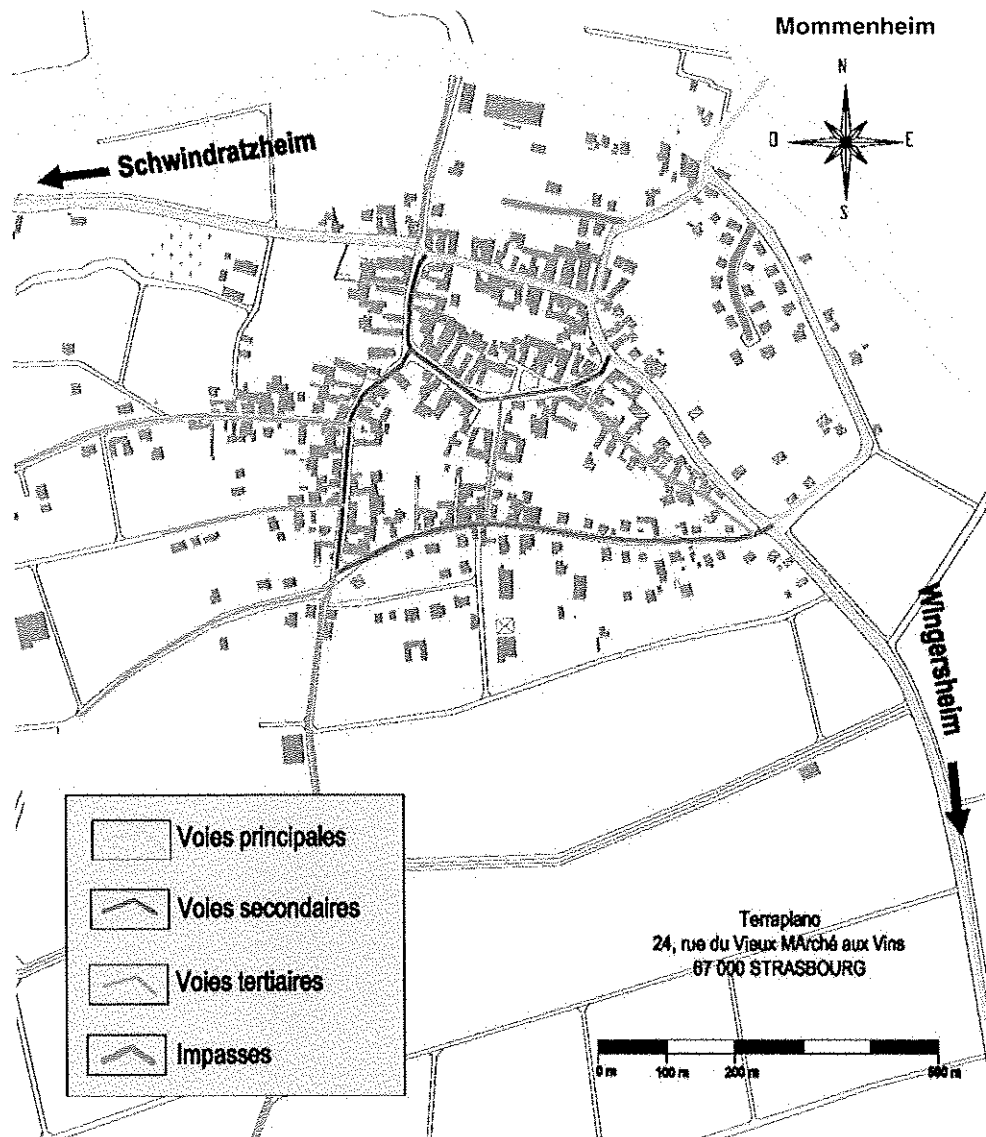 Mommenheim
N
O E
S
Schwindratzheim
Wingersheim
Voies principales
Voies secondaires
Voies tertiaires
Impasses
Terraplano
24, rue du Vieux MArché aux Vins
67 000 STRASBOURG
0 m 100 m 200 m 500 m